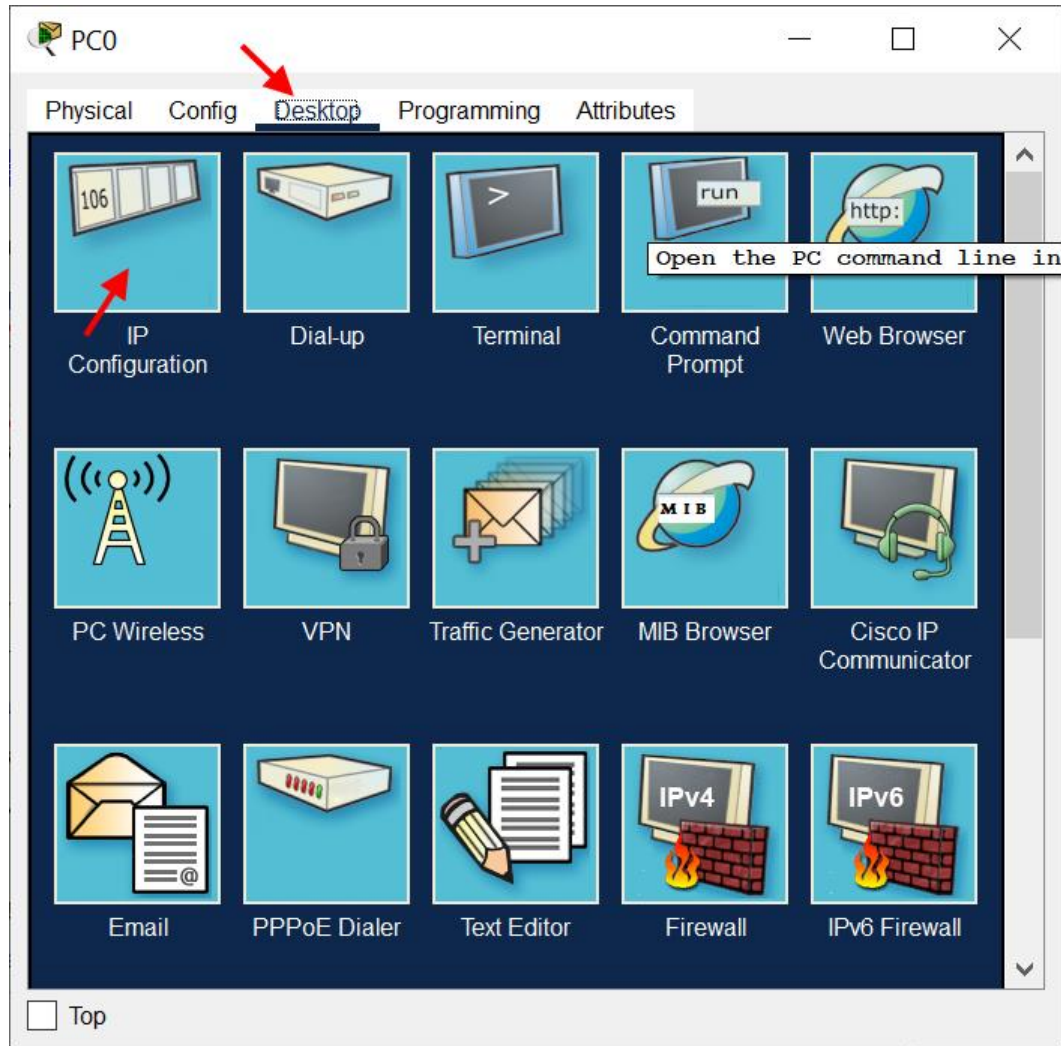 PC0
Physical Config Desktop Programming Attributes
106
>
run
http:
Open the PC command line in
IP
Configuration
Dial-up
Terminal
Command
Prompt
Web Browser
MIB
PC Wireless
VPN
Traffic Generator
MIB Browser
Cisco IP
Communicator
@
IPv4
IPv6
Email
PPPoE Dialer
Text Editor
Firewall
IPv6 Firewall
Top